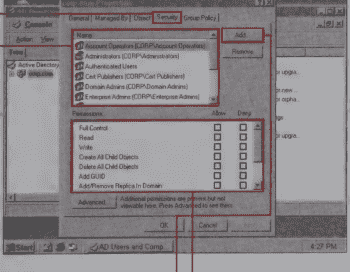 General Managed By Object Security Group Policy
Console
Action View
Name
Add...
Account Operators (CORP\Account Operators)
Tree
Remove
Administrators (CORP\Administrators)
Active Directory
Authenticated Users
Cert Publishers (CORP\Cert Publishers)
Domain Admins (CORP\Domain Admins)
Enterprise Admins (CORP\Enterprise Admins)
Permissions: Allow Deny
Full Control
Read
Write
Create All Child Objects
Delete All Child Objects
Add GUID
Add/Remove Replica In Domain
Advanced...
Additional permissions are present but not
viewable here. Press Advanced to see them.
OK Cancel
Start
AD Users and Comp...
4:27 PM